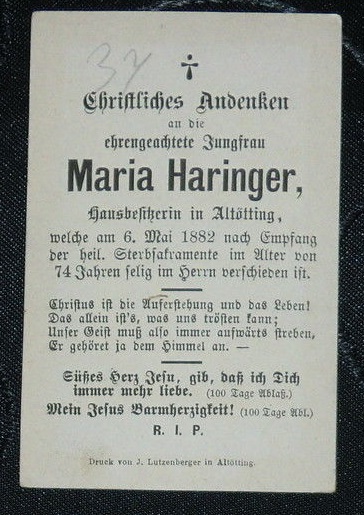 37
†
Christliches Andenken
an die
ehrengeachtete Jungfrau
Maria Haringer,
Hausbesitzerin in Altötting,
welche am 6. Mai 1882 nach Empfang
der heil. Sterbsakramente im Alter von
74 Jahren selig im Herrn verschieden ist.
Christus ist die Auferstehung und das Leben!
Das allein ist's, was uns trösten kann;
Unser Geist muß also immer aufwärts streben,
Er gehöret ja dem Himmel an. —
Süßes Herz Jesu, gib, daß ich Dich
immer mehr liebe. (100 Tage Ablaß.)
Mein Jesus Barmherzigkeit! (100 Tage Abl.)
R. I. P.
Druck von J. Lutzenberger in Altötting.